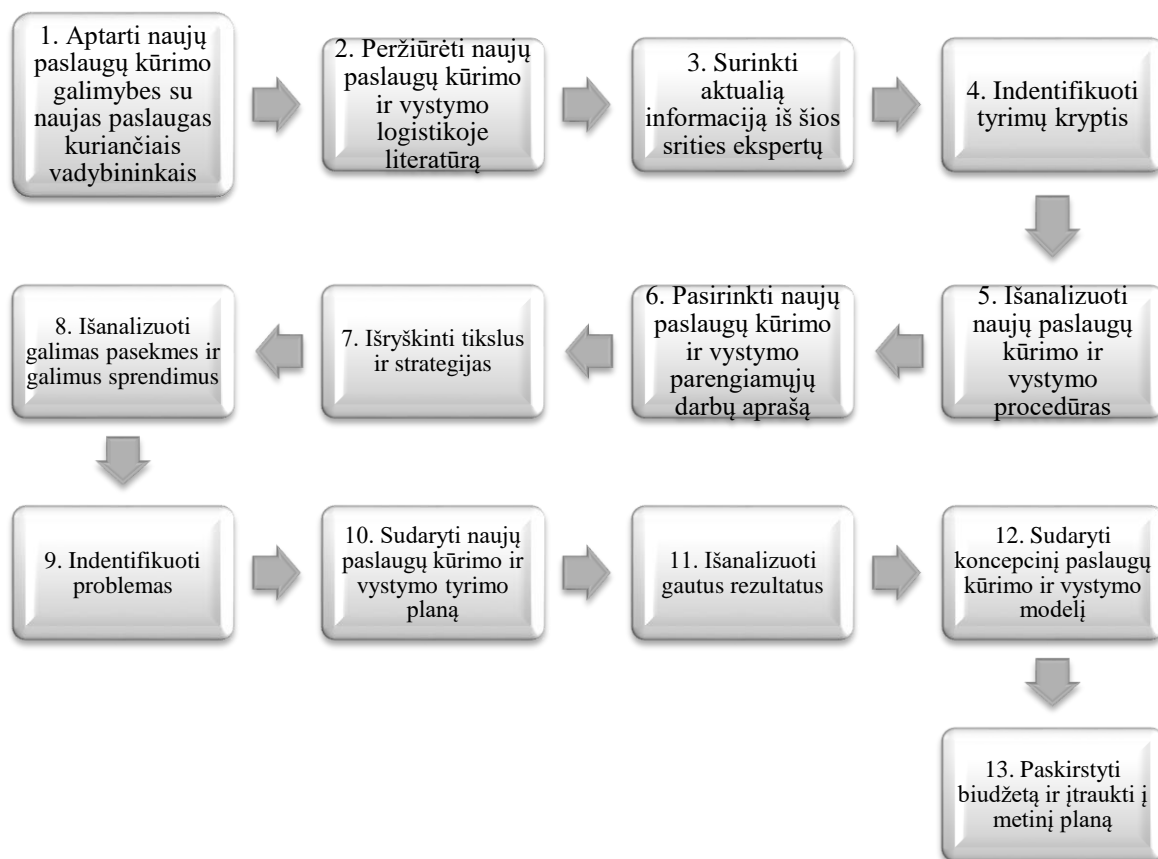 1. Aptarti naujų
paslaugų kūrimo
galimybes su
naujas paslaugas
kuriančiais
vadybininkais
2. Peržiūrėti naujų
paslaugų kūrimo
ir vystymo
logistikoje
literatūrą
3. Surinkti
aktualią
informaciją iš šios
srities ekspertų
4. Indentifikuoti
tyrimų kryptis
5. Išanalizuoti
naujų paslaugų
kūrimo ir
vystymo
procedūras
6. Pasirinkti naujų
paslaugų kūrimo
ir vystymo
parengiamųjų
darbų aprašą
7. Išryškinti tikslus
ir strategijas
8. Išanalizuoti
galimas pasekmes ir
galimus sprendimus
9. Indentifikuoti
problemas
10. Sudaryti naujų
paslaugų kūrimo ir
vystymo tyrimo
planą
11. Išanalizuoti
gautus rezultatus
12. Sudaryti
koncepcinį paslaugų
kūrimo ir vystymo
modelį
13. Paskirstyti
biudžetą ir įtraukti į
metinį planą